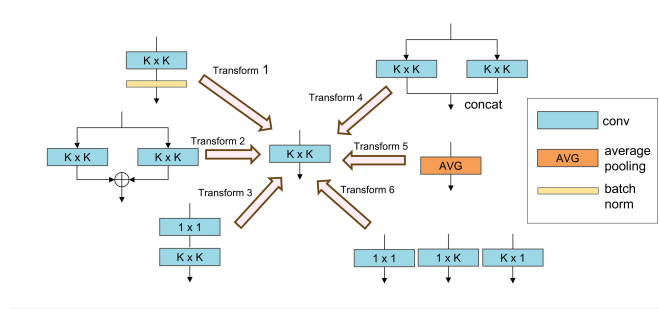 K x K
Transform 1
K x K
K x K
Transform 4
concat
conv
Transform 2
K x K
K x K
K x K
Transform 5
AVG
AVG
average
pooling
Transform 3
Transform 6
batch
norm
1 x 1
K x K
1 x 1
1 x K
K x 1